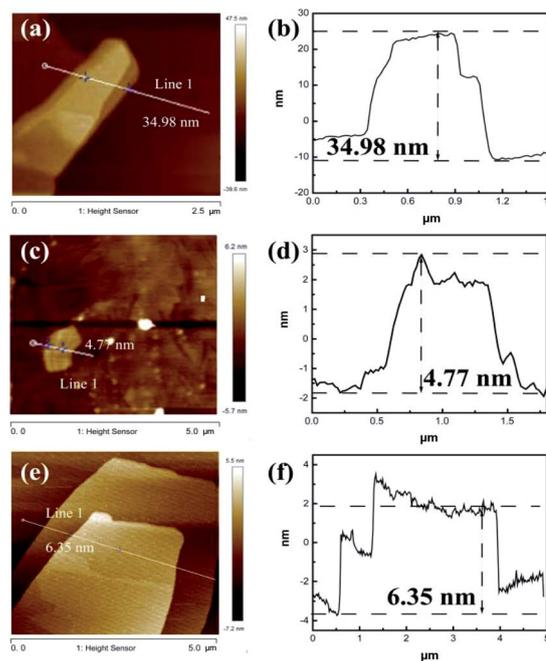 (a)
47.5 nm
Line 1
34.98 nm
-39.6 nm
0. 0
1: Height Sensor
2.5 μm
(b)
30
20
10
0
-10
-20
nm
34.98 nm
0.0
0.3
0.6
0.9
1.2
1.5
μm
(c)
6.2 nm
4.77 nm
Line 1
-5.7 nm
0. 0
1: Height Sensor
5.0 μm
(d)
3
2
1
0
-1
-2
nm
4.77 nm
0.0
0.5
1.0
1.5
μm
(e)
5.5 nm
Line 1
6.35 nm
-7.2 nm
0. 0
1: Height Sensor
5.0 μm
(f)
4
2
0
-2
-4
nm
6.35 nm
0
1
2
3
4
5
μm